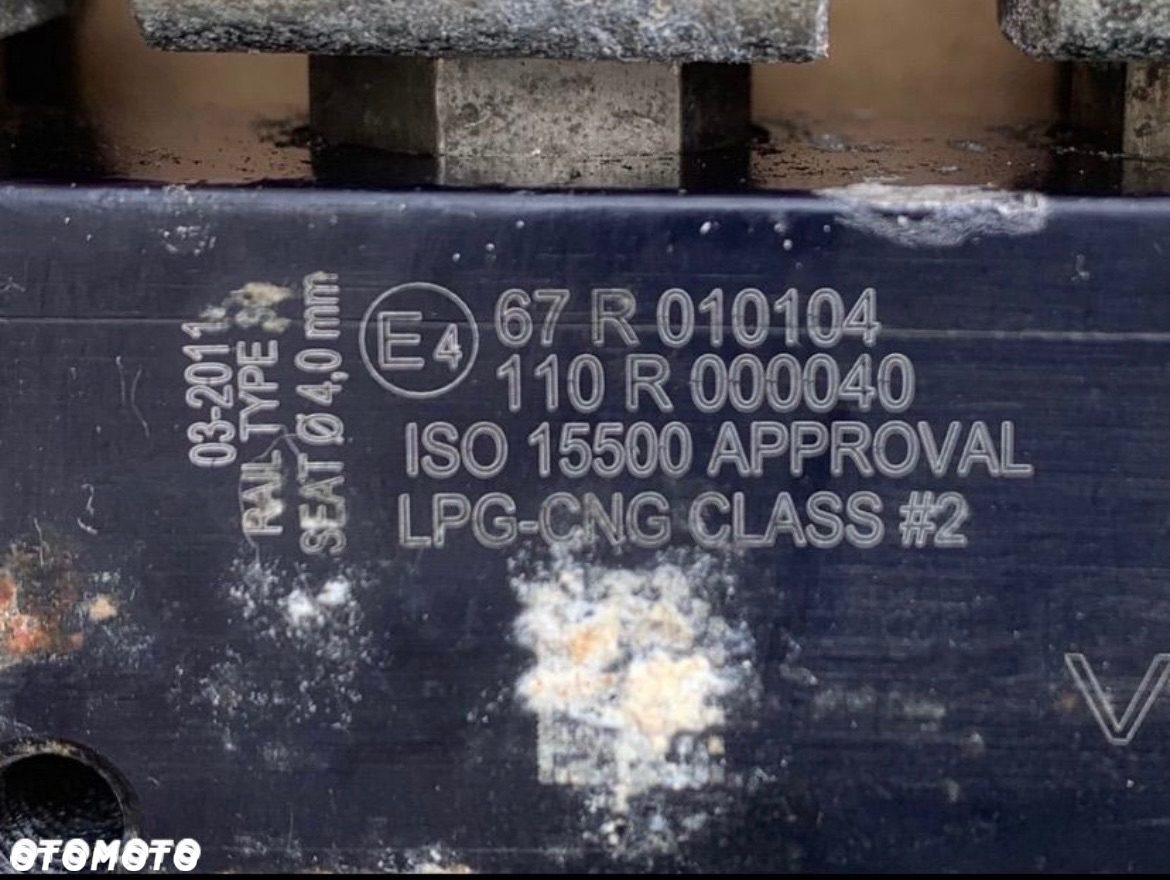 03-2011
RAIL TYPE
SEAT Ø 4,0 mm
E4
67 R 010104
110 R 000040
ISO 15500 APPROVAL
LPG-CNG CLASS #2
V
OTOMOTO